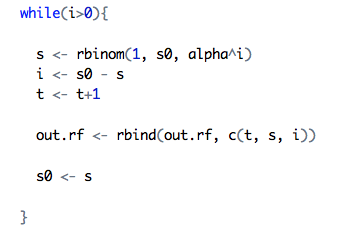 while(i>0){
s <- rbinom(1, s0, alpha^i)
i <- s0 - s
t <- t+1
out.rf <- rbind(out.rf, c(t, s, i))
s0 <- s
}